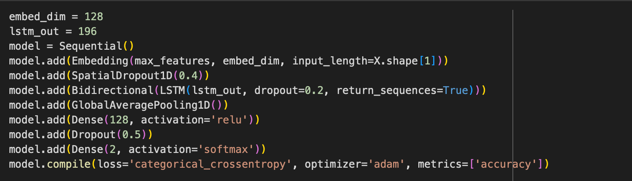 embed_dim = 128
lstm_out = 196
model = Sequential()
model.add(Embedding(max_features, embed_dim, input_length=X.shape[1]))
model.add(SpatialDropout1D(0.4))
model.add(Bidirectional(LSTM(lstm_out, dropout=0.2, return_sequences=True)))
model.add(GlobalAveragePooling1D())
model.add(Dense(128, activation='relu'))
model.add(Dropout(0.5))
model.add(Dense(2, activation='softmax'))
model.compile(loss='categorical_crossentropy', optimizer='adam', metrics=['accuracy'])